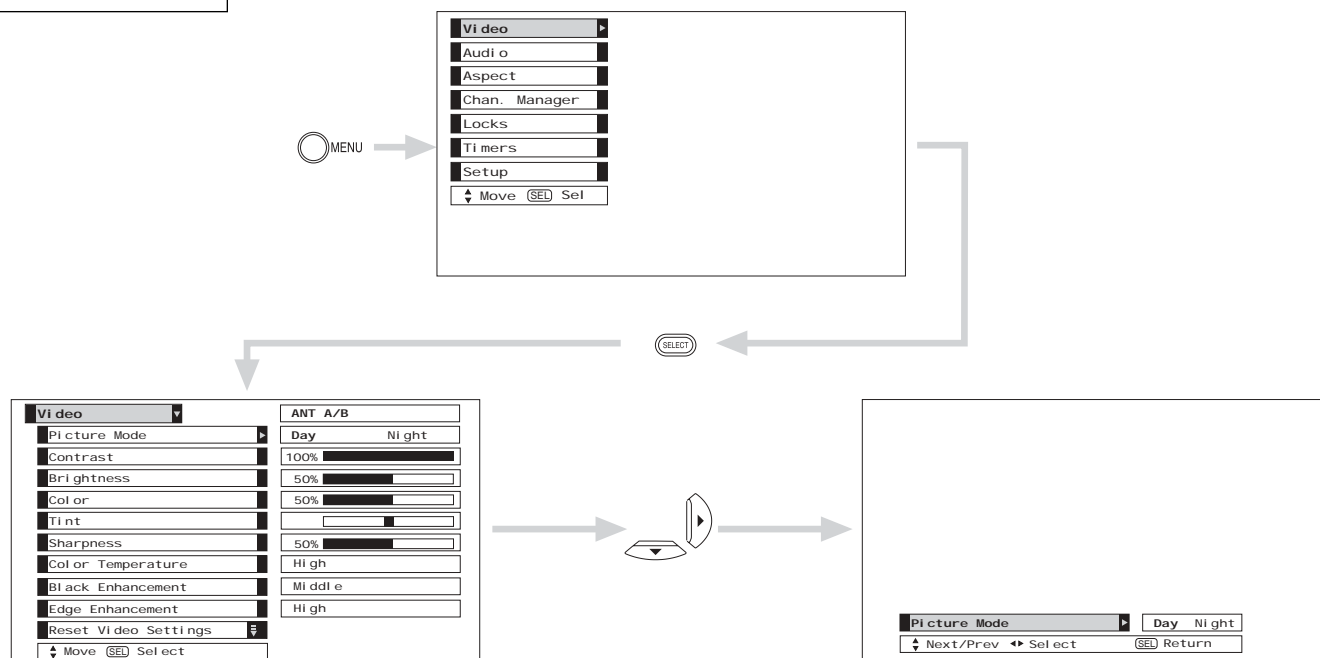 Video
Audio
Aspect
Chan. Manager
Locks
Timers
Setup
Move SEL Sel
MENU
SELECT
Video
ANT A/B
Picture Mode
Day Night
Contrast
100%
Brightness
50%
Color
50%
Tint
Sharpness
50%
Color Temperature
High
Black Enhancement
Middle
Edge Enhancement
High
Reset Video Settings
Move SEL Select
Picture Mode
Day Night
Next/Prev Select SEL Return